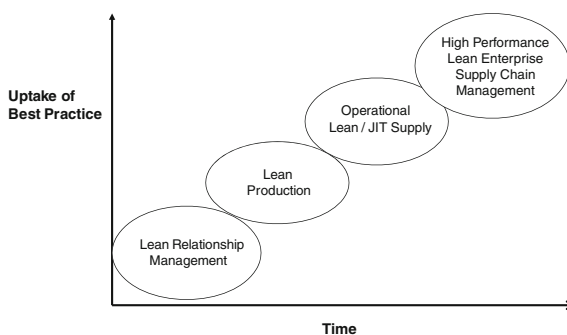 High Performance
Lean Enterprise
Supply Chain
Management
Uptake of
Best Practice
Operational
Lean / JIT Supply
Lean
Production
Lean Relationship
Management
Time